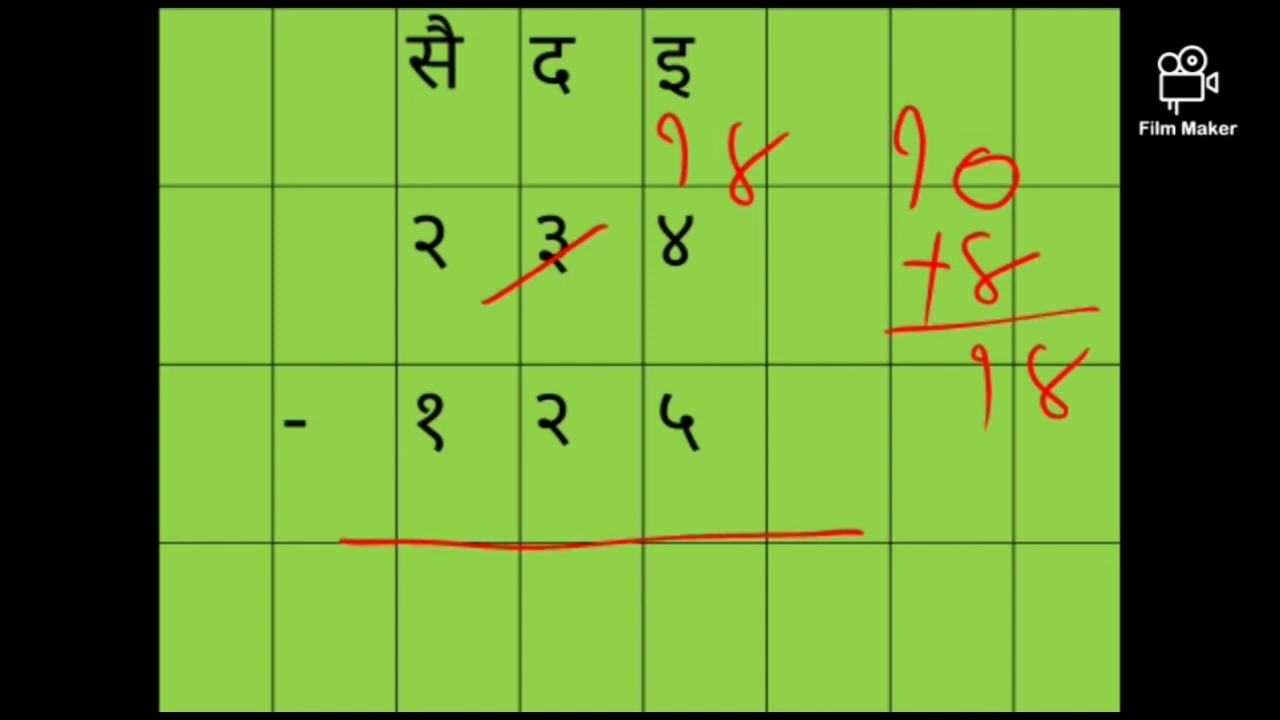 सै द इ
१४ १०
२ ३ ४ +४
१४
- १ २ ५
Film Maker